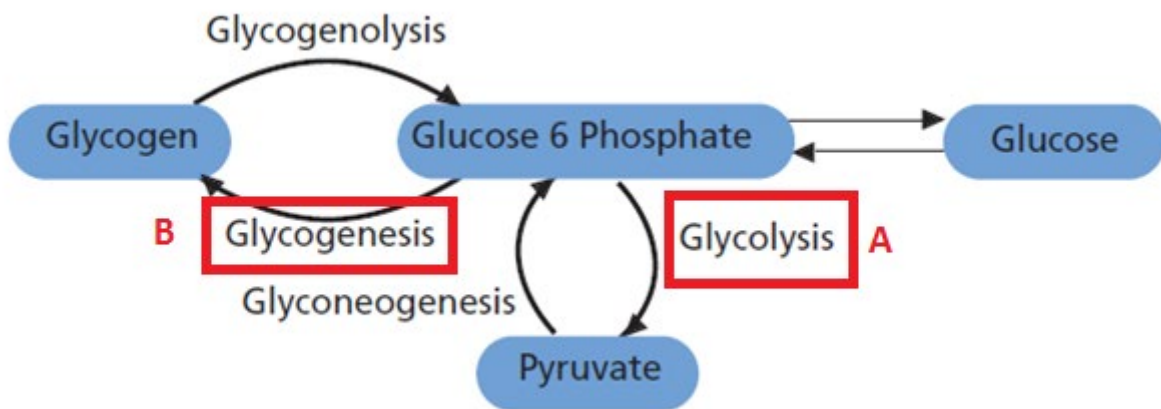 Glycogenolysis
Glycogen
Glucose 6 Phosphate
Glucose
B
Glycogenesis
Glycolysis
A
Glyconeogenesis
Pyruvate